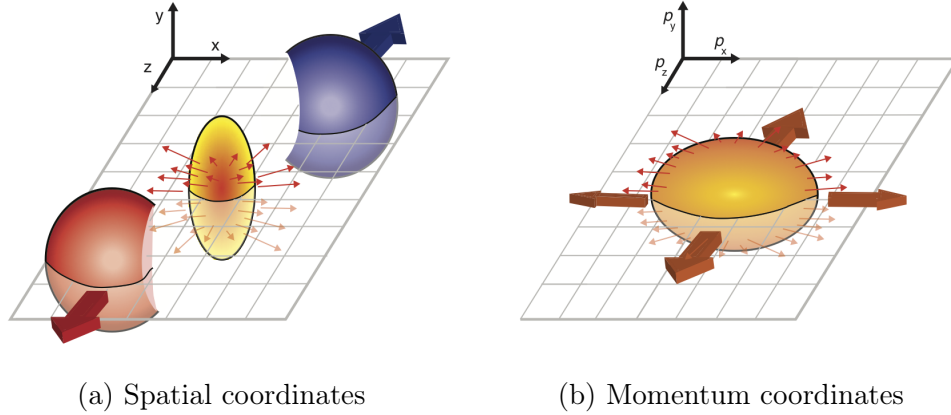 y
x
z
p_y
p_x
p_z
(a) Spatial coordinates
(b) Momentum coordinates